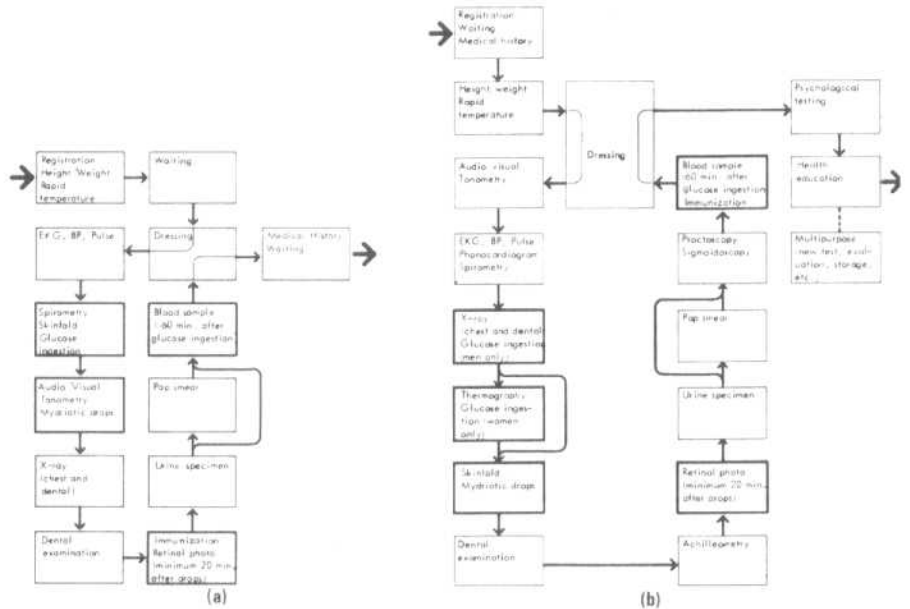 Registration
Height/Weight
Rapid
temperature
Waiting
EKG, BP, Pulse
Dressing
Medical History
Waiting
Spirometry
Skinfold
Glucose
ingestion
Blood sample
(60 min. after
glucose ingestion)
Audio/Visual
Tonometry
Mydriatic drops
Pap smear
X-ray
(chest and
dental)
Urine specimen
Dental
examination
Immunization
Retinal photo
(minimum 20 min.
after drops)
(a)
Registration
Waiting
Medical history
Height, weight
Rapid
temperature
Dressing
Psychological
testing
Audio visual
Tonometry
Blood sample
(60 min. after
glucose ingestion
Immunization
Health
education
EKG, BP, Pulse
Phonocardiogram
Spirometry
Proctoscopy
Sigmoidoscopy
Multipurpose
(new test, evalu-
uation, storage,
etc.)
X-ray
(chest and dental)
Glucose ingestion
(men only)
Pap smear
Thermography
Glucose inges-
tion (women
only)
Urine specimen
Skinfold
Mydriatic drops
Retinal photo
(minimum 20 min.
after drops)
Dental
examination
Achilleometry
(b)